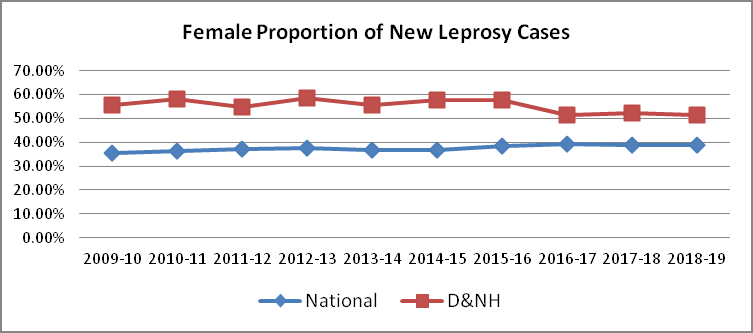 Female Proportion of New Leprosy Cases
70.00%
60.00%
50.00%
40.00%
30.00%
20.00%
10.00%
0.00%
2009-10 2010-11 2011-12 2012-13 2013-14 2014-15 2015-16 2016-17 2017-18 2018-19
National D&NH